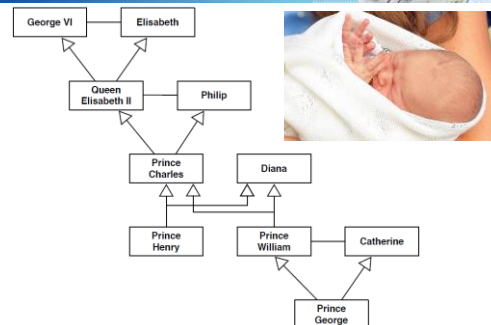 George VI
Elisabeth
Queen
Elisabeth II
Philip
Prince
Charles
Diana
Prince
Henry
Prince
William
Catherine
Prince
George